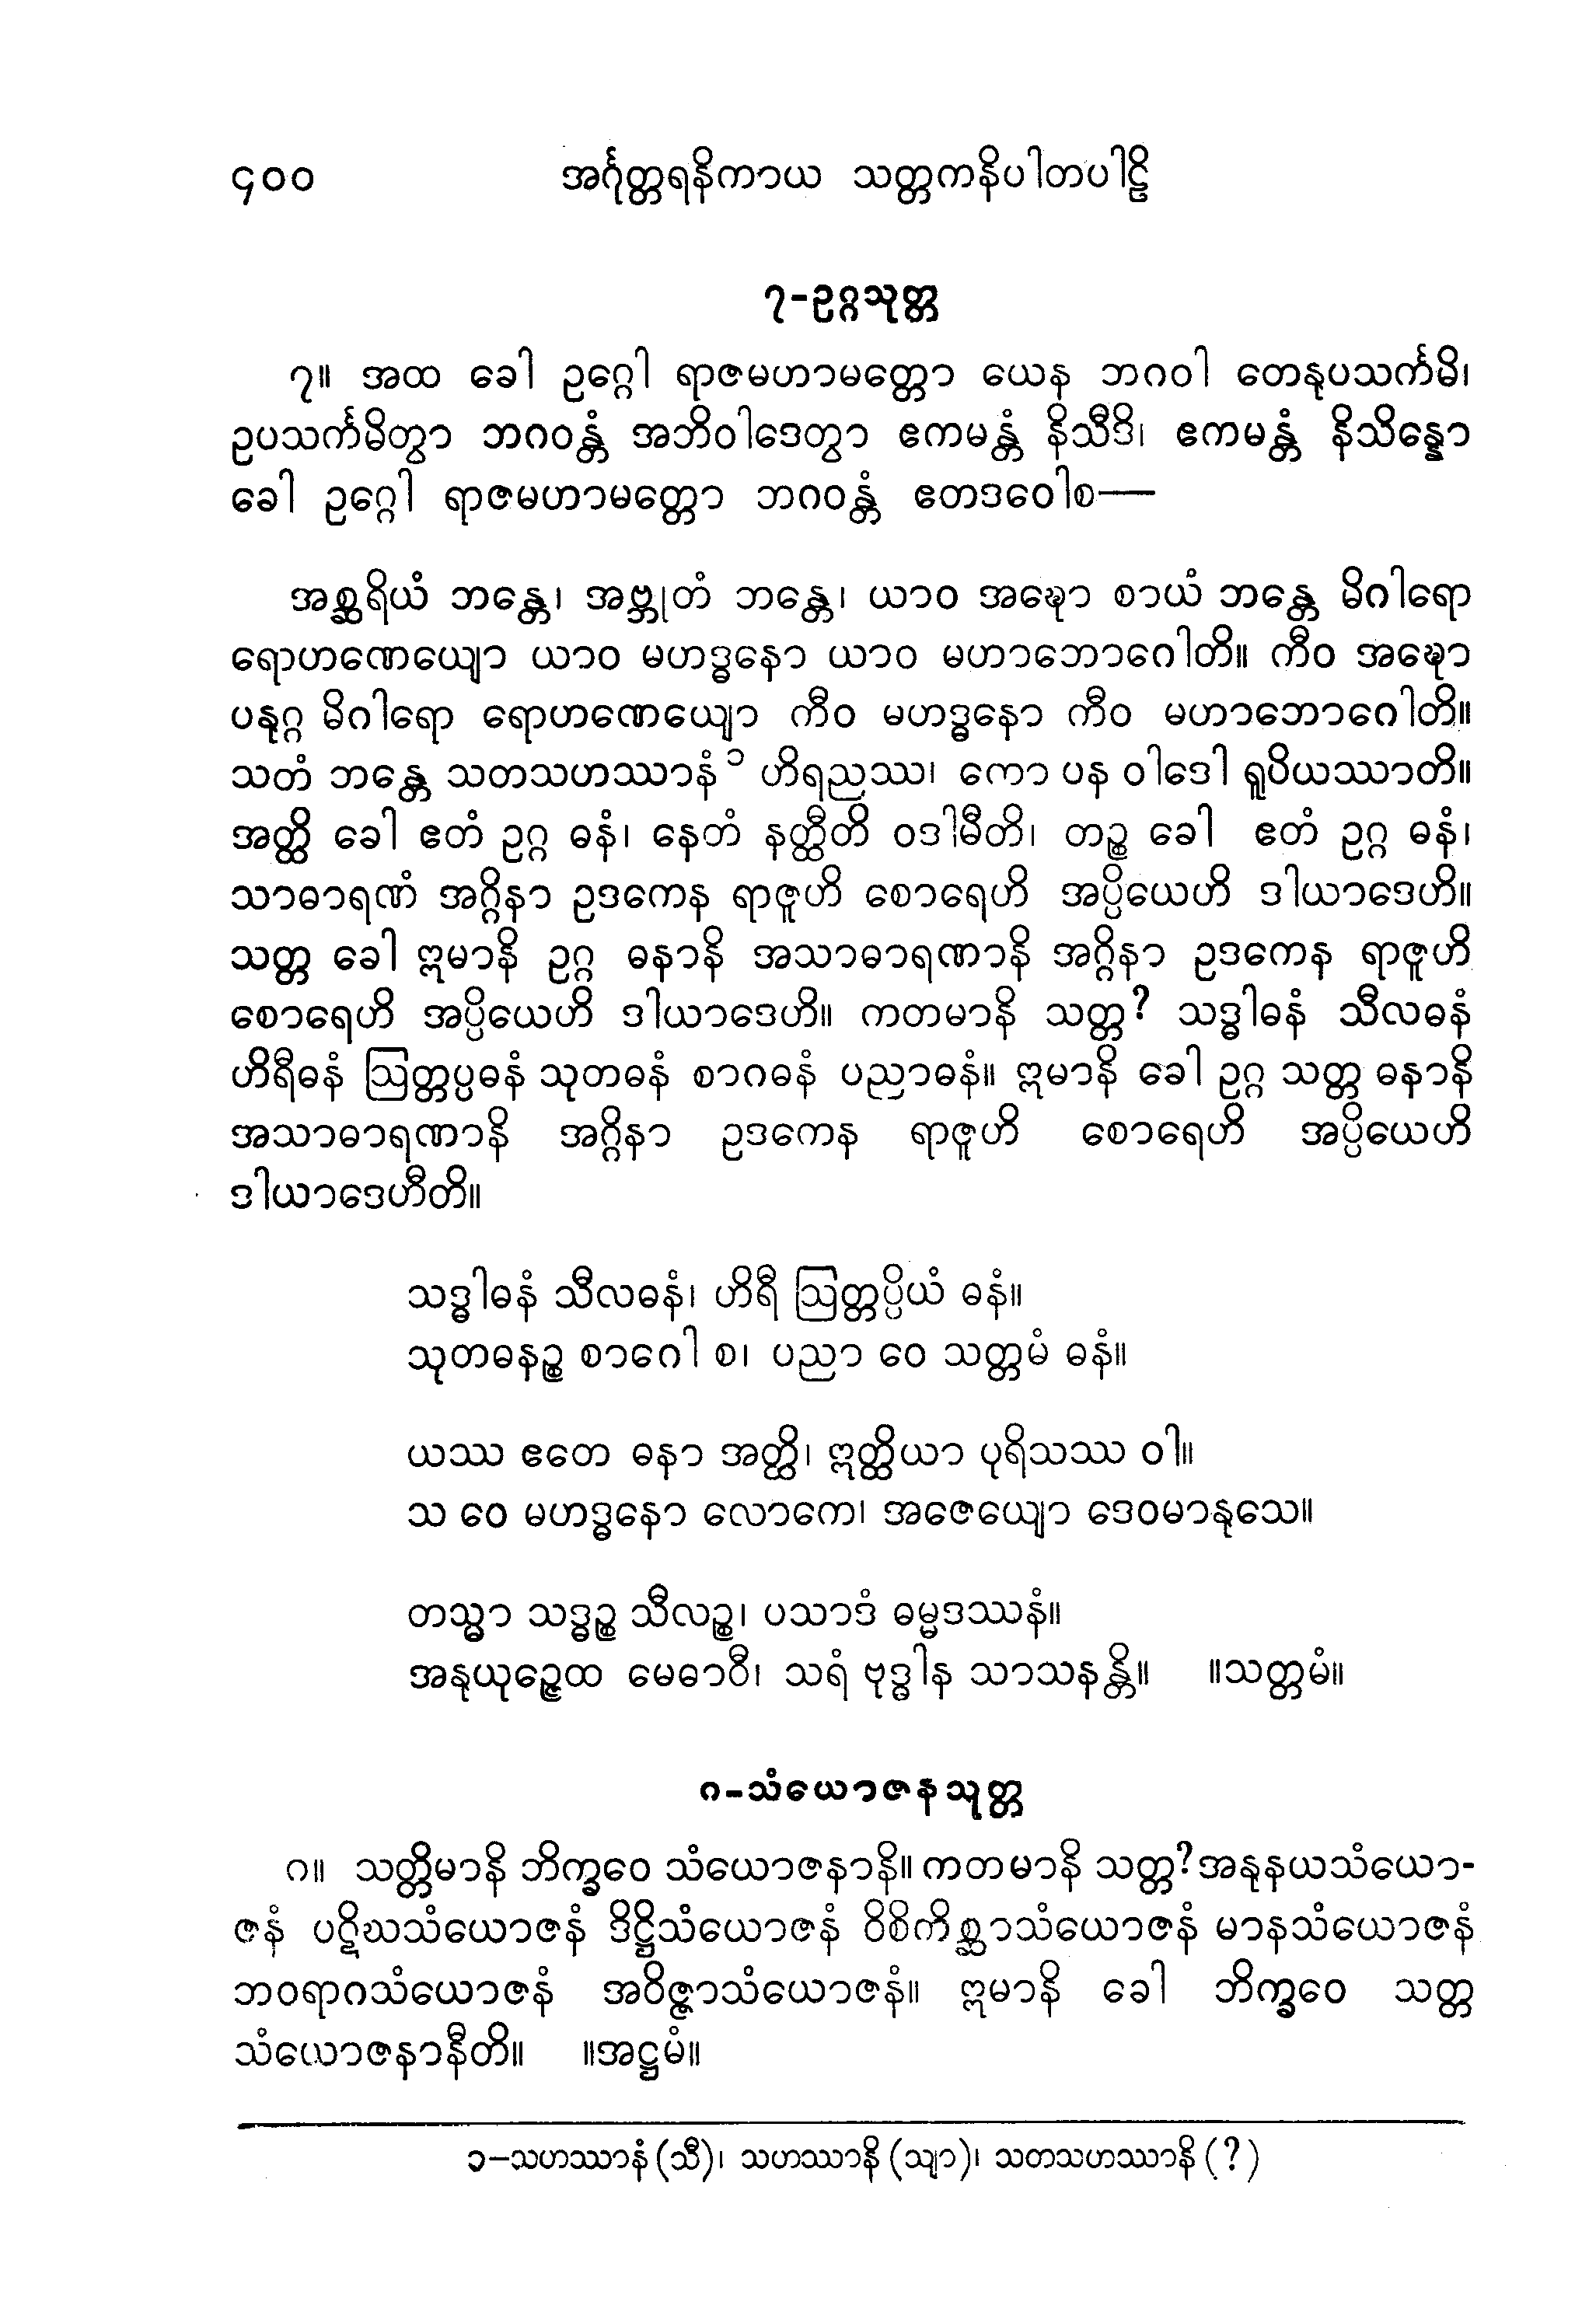 ၄၀၀ အင်္ဂုတ္တရနိကာယ သတ္တကနိပါတပါဠိ
၇-ဥဂ္ဂသုတ္တ
၇။ အထ ခေါ ဥဂ္ဂေါ ရာဇမဟာမတ္တော ယေန ဘဂဝါ တေနုပသင်္ကမိ၊
ဥပသင်္ကမိတွာ ဘဂဝန္တံ အဘိဝါဒေတွာ ဧကမန္တံ နိသီဒိ၊ ဧကမန္တံ နိသိန္နော
ခေါ ဥဂ္ဂေါ ရာဇမဟာမတ္တော ဘဂဝန္တံ ဧတဒဝေါစ—
အစ္ဆရိယံ ဘန္တေ၊ အဗ္ဘုတံ ဘန္တေ၊ ယာဝ အဍ္ဎော စာယံ ဘန္တေ မိဂါရော
ရောဟဏေယျော ယာဝ မဟဒ္ဓနော ယာဝ မဟာဘောဂေါတိ။ ကီဝ အဍ္ဎော
ပနုဂ္ဂ မိဂါရော ရောဟဏေယျော ကီဝ မဟဒ္ဓနော ကီဝ မဟာဘောဂေါတိ။
သတံ ဘန္တေ သတသဟဿာနံ ၁ ဟိရညဿ၊ ကော ပန ဝါဒေါ ရူပိယဿာတိ။
အတ္ထိ ခေါ ဧတံ ဥဂ္ဂ ဓနံ၊ နေတံ နတ္ထီတိ ဝဒါမီတိ၊ တဉ္စ ခေါ ဧတံ ဥဂ္ဂ ဓနံ၊
သာဓာရဏံ အဂ္ဂိနာ ဥဒကေန ရာဇူဟိ စောရေဟိ အပ္ပိယေဟိ ဒါယာဒေဟိ။
သတ္တ ခေါ ဣမာနိ ဥဂ္ဂ ဓနာနိ အသာဓာရဏာနိ အဂ္ဂိနာ ဥဒကေန ရာဇူဟိ
စောရေဟိ အပ္ပိယေဟိ ဒါယာဒေဟိ။ ကတမာနိ သတ္တ? သဒ္ဓါဓနံ သီလဓနံ
ဟိရီဓနံ ဩတ္တပ္ပဓနံ သုတဓနံ စာဂဓနံ ပညာဓနံ။ ဣမာနိ ခေါ ဥဂ္ဂ သတ္တ ဓနာနိ
အသာဓာရဏာနိ အဂ္ဂိနာ ဥဒကေန ရာဇူဟိ စောရေဟိ အပ္ပိယေဟိ
ဒါယာဒေဟီတိ။
သဒ္ဓါဓနံ သီလဓနံ၊ ဟိရီ ဩတ္တပ္ပိယံ ဓနံ။
သုတဓနဉ္စ စာဂေါ စ၊ ပညာ ဝေ သတ္တမံ ဓနံ။
ယဿ ဧတေ ဓနာ အတ္ထိ၊ ဣတ္ထိယာ ပုရိသဿ ဝါ။
သ ဝေ မဟဒ္ဓနော လောကေ၊ အဇေယျော ဒေဝမာနုသေ။
တသ္မာ သဒ္ဓဉ္စ သီလဉ္စ၊ ပသာဒံ ဓမ္မဒဿနံ။
အနုယုဉ္ဇေထ မေဓာဝီ၊ သရံ ဗုဒ္ဓါန သာသနန္တိ။ ။သတ္တမံ။
၈-သံယောဇနသုတ္တ
၈။ သတ္တိမာနိ ဘိက္ခဝေ သံယောဇနာနိ။ ကတမာနိ သတ္တ? အနုနယသံယော-
ဇနံ ပဋိဃသံယောဇနံ ဒိဋ္ဌိသံယောဇနံ ဝိစိကိစ္ဆာသံယောဇနံ မာနသံယောဇနံ
ဘဝရာဂသံယောဇနံ အဝိဇ္ဇာသံယောဇနံ။ ဣမာနိ ခေါ ဘိက္ခဝေ သတ္တ
သံယောဇနာနီတိ။ ။အဋ္ဌမံ။
၁-သဟဿာနံ (သီ)၊ သဟဿာနိ (သျာ)၊ သတသဟဿာနိ (?)